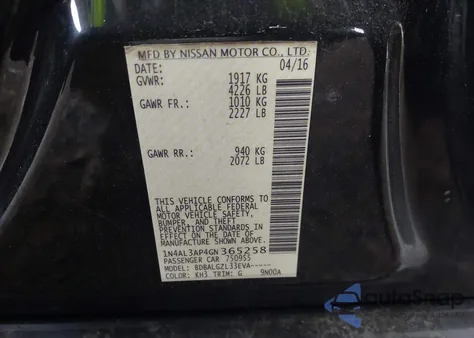 MFD BY NISSAN MOTOR CO., LTD.
DATE: 04/16
GVWR: 1917 KG
4226 LB
GAWR FR.: 1010 KG
2227 LB
GAWR RR.: 940 KG
2072 LB
THIS VEHICLE CONFORMS TO
ALL APPLICABLE FEDERAL
MOTOR VEHICLE SAFETY,
BUMPER, AND THEFT
PREVENTION STANDARDS
IN EFFECT ON THE DATE OF
MANUFACTURE SHOWN ABOVE.
1N4AL3AP4GN365258
PASSENGER CAR 750955
MODEL: BDBALGZL33EVA-----
COLOR: KH3 TRIM: G 9N00A
AutoSnap